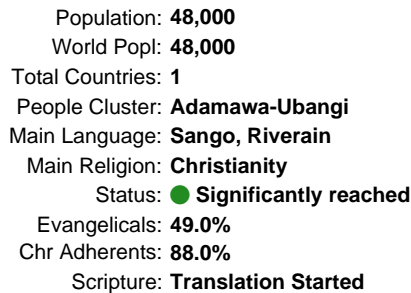 Population: 48,000
World Popl: 48,000
Total Countries: 1
People Cluster: Adamawa-Ubangi
Main Language: Sango, Riverain
Main Religion: Christianity
Status: Significantly reached
Evangelicals: 49.0%
Chr Adherents: 88.0%
Scripture: Translation Started